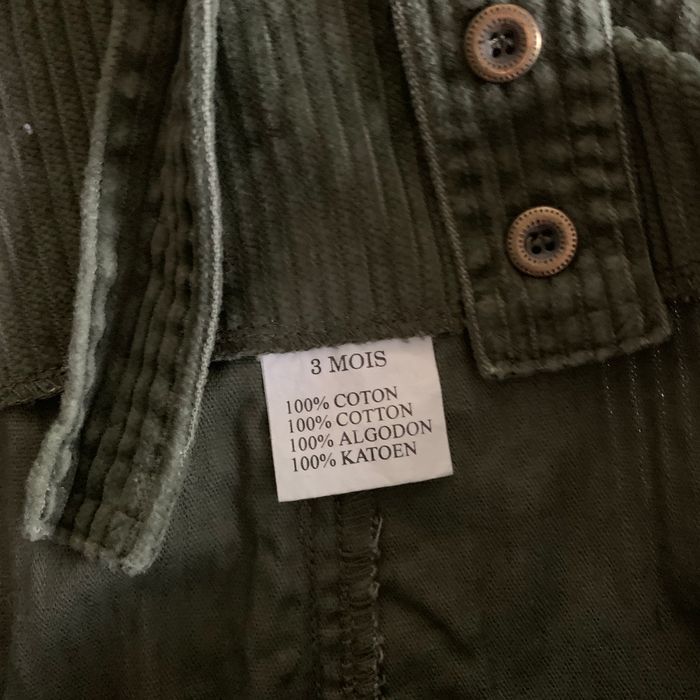 3 MOIS
100% COTON
100% COTTON
100% ALGODON
100% KATOEN